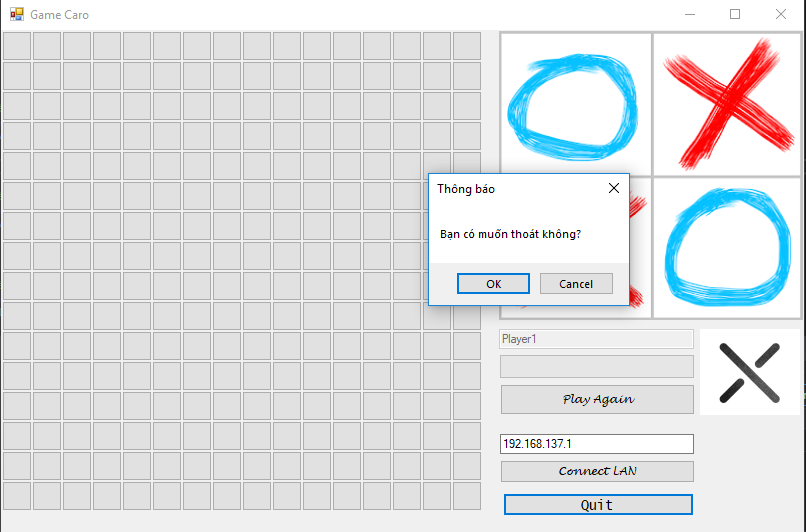 Game Caro
Thông báo
Bạn có muốn thoát không?
OK
Cancel
Player1
Play Again
192.168.137.1
Connect LAN
Quit